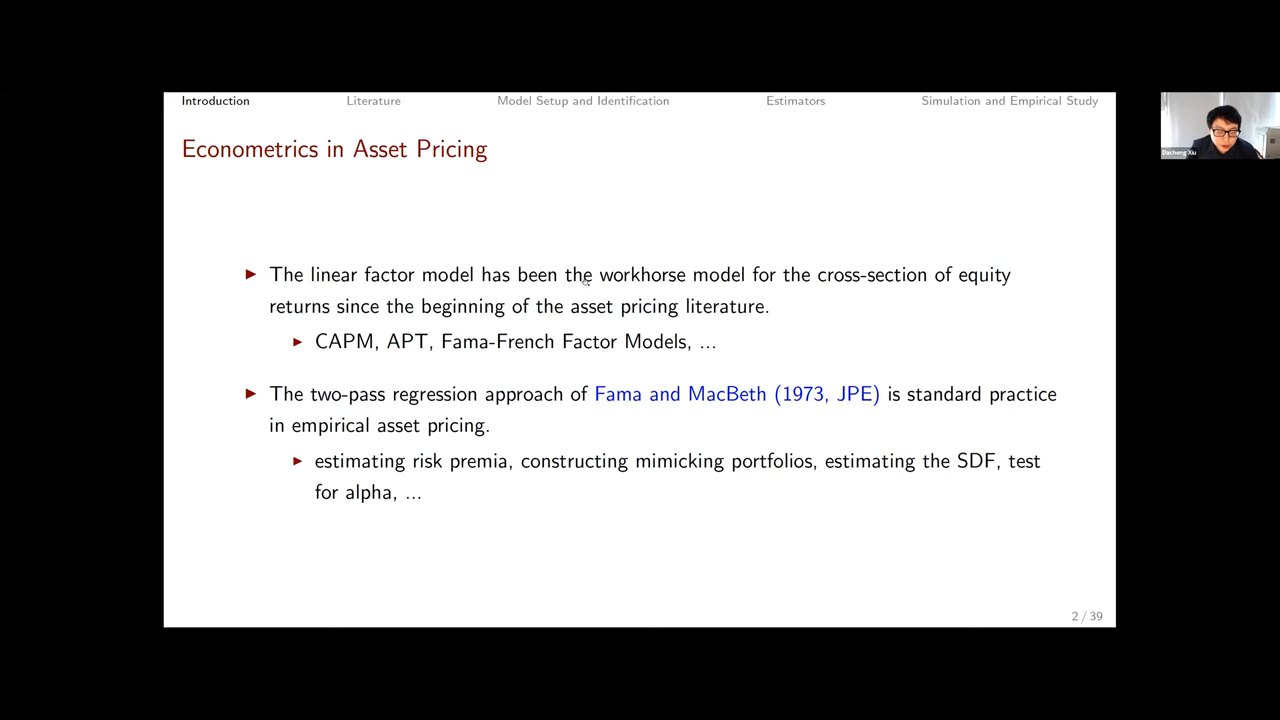 Introduction Literature Model Setup and Identification Estimators Simulation and Empirical Study
Econometrics in Asset Pricing
The linear factor model has been the workhorse model for the cross-section of equity
returns since the beginning of the asset pricing literature.
CAPM, APT, Fama-French Factor Models, ...
The two-pass regression approach of Fama and MacBeth (1973, JPE) is standard practice
in empirical asset pricing.
estimating risk premia, constructing mimicking portfolios, estimating the SDF, test
for alpha, ...
2 / 39
Dacheng Xiu